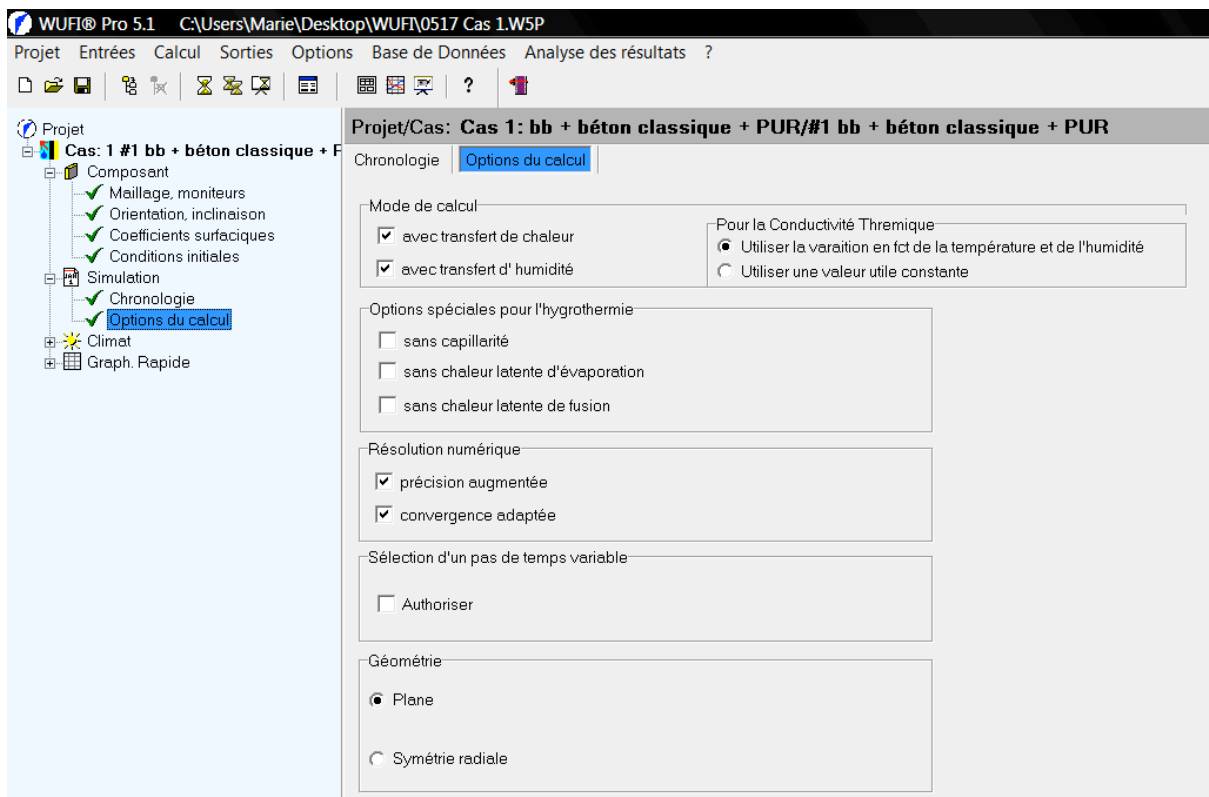 WUFI® Pro 5.1 C:\Users\Marie\Desktop\WUFI\0517 Cas 1.W5P
Projet Entrées Calcul Sorties Options Base de Données Analyse des résultats ?
?
Projet
Cas: 1 #1 bb + béton classique + P
Composant
Maillage, moniteurs
Orientation, inclinaison
Coefficients surfaciques
Conditions initiales
Simulation
Chronologie
Options du calcul
Climat
Graph. Rapide
Projet/Cas: Cas 1: bb + béton classique + PUR/#1 bb + béton classique + PUR
Chronologie Options du calcul
Mode de calcul
avec transfert de chaleur
avec transfert d' humidité
Pour la Conductivité Thremique
Utiliser la varaition en fct de la température et de l'humidité
Utiliser une valeur utile constante
Options spéciales pour l'hygrothermie
sans capillarité
sans chaleur latente d'évaporation
sans chaleur latente de fusion
Résolution numérique
précision augmentée
convergence adaptée
Sélection d'un pas de temps variable
Authoriser
Géométrie
Plane
Symétrie radiale